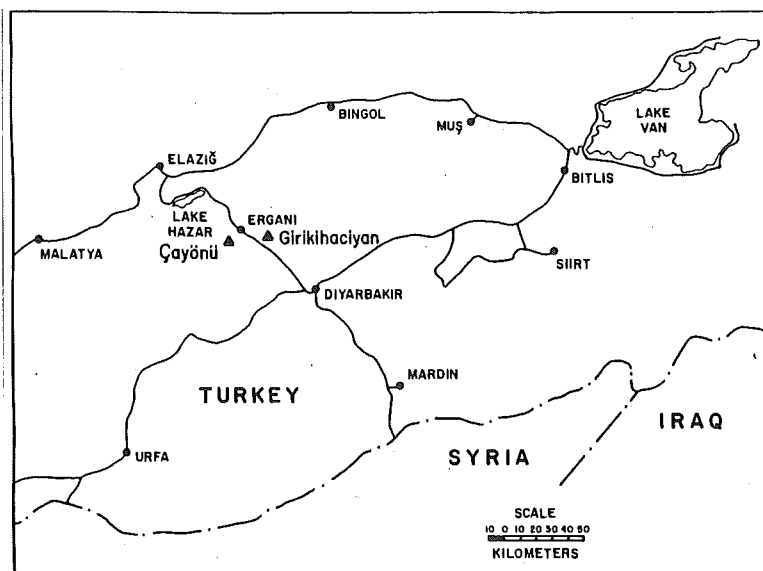 LAKE
VAN
BINGOL
MUŞ
ELAZIĞ
BITLIS
LAKE
HAZAR
ERGANI
Girikihaciyan
MALATYA
Çayönü
SIIRT
DIYARBAKIR
MARDIN
TURKEY
IRAQ
URFA
SYRIA
SCALE
10 0 10 20 30 40 50
KILOMETERS